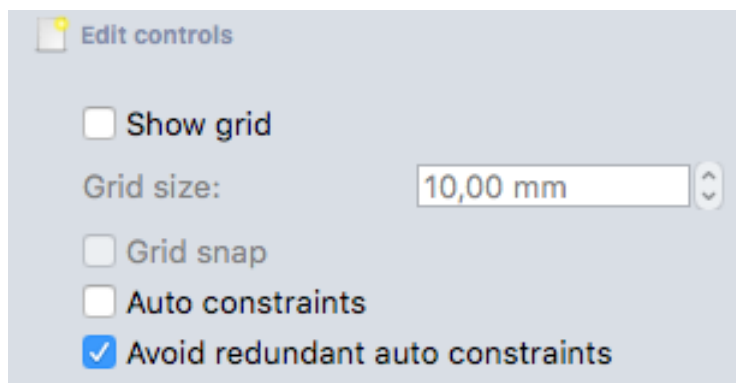 Edit controls
Show grid
Grid size: 10,00 mm
Grid snap
Auto constraints
Avoid redundant auto constraints